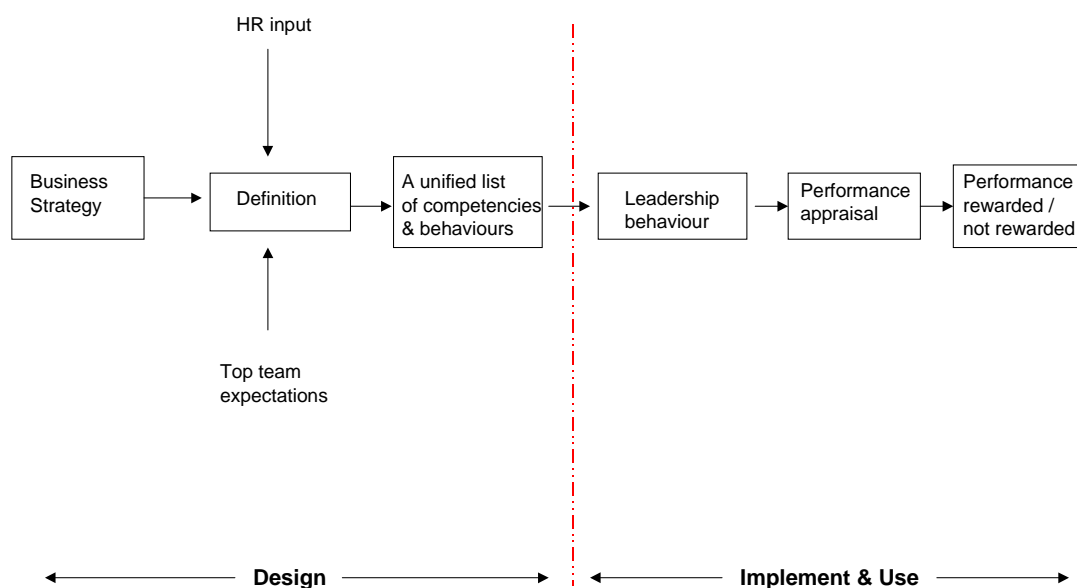 HR input
Business
Strategy
Definition
A unified list
of competencies
& behaviours
Leadership
behaviour
Performance
appraisal
Performance
rewarded /
not rewarded
Top team
expectations
Design
Implement & Use